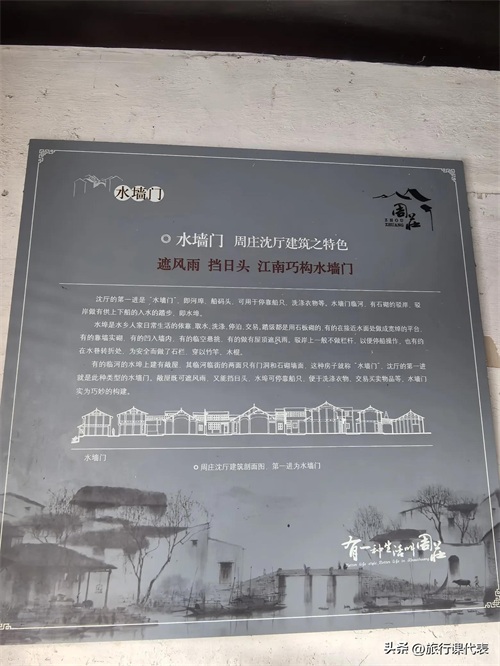 水墙门
周庄
ZHOUZHUANG
水墙门 周庄沈厅建筑之特色
遮风雨 挡日头 江南巧构水墙门
沈厅的第一进是“水墙门”，即河埠、船码头，可用于停靠船只、洗涤衣物等。水墙门临河，有石砌的驳岸，驳
岸做有供上下船的入水的踏步，即水埠。
水埠是水乡人家日常生活的依靠，取水、洗涤、停泊、交易，踏级都是用石板砌的，有的在接近水面处做成宽绰的平台，
有的靠墙实砌，有的凹入墙内，有的临空悬挑，有的做有屋顶遮风雨。驳岸上一般不做栏杆，以便停船操作，也有的
在水巷转折处，为安全而做了石栏，穿以竹竿、木棍。
有的临河的水埠上建有敞屋，其临河临街的两面只有门洞和石砌墙面，这种房子就称“水墙门”，沈厅的第一进
就是此种类型的水墙门。敞屋既可遮风雨，又能挡日头，水埠可停靠船只，便于洗涤衣物、交易买卖物品等，水墙门
实为巧妙的构建。
水墙门
周庄沈厅建筑剖面图，第一进为水墙门
有一种生活叫周庄
头条 @旅行课代表